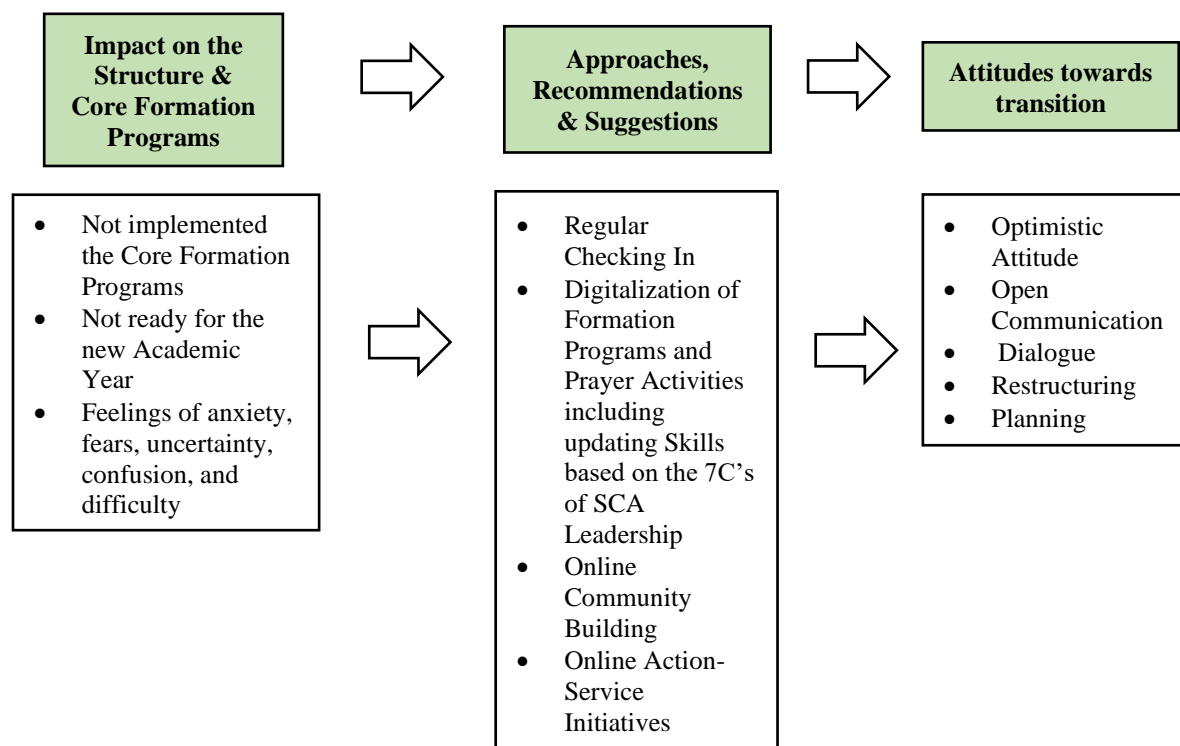 Impact on the
Structure &
Core Formation
Programs
Approaches,
Recommendations
& Suggestions
Attitudes towards
transition
• Not implemented
the Core Formation
Programs
• Not ready for the
new Academic
Year
• Feelings of anxiety,
fears, uncertainty,
confusion, and
difficulty
• Regular
Checking In
• Digitalization of
Formation
Programs and
Prayer Activities
including
updating Skills
based on the 7C’s
of SCA
Leadership
• Online
Community
Building
• Online Action-
Service
Initiatives
• Optimistic
Attitude
• Open
Communication
• Dialogue
• Restructuring
• Planning